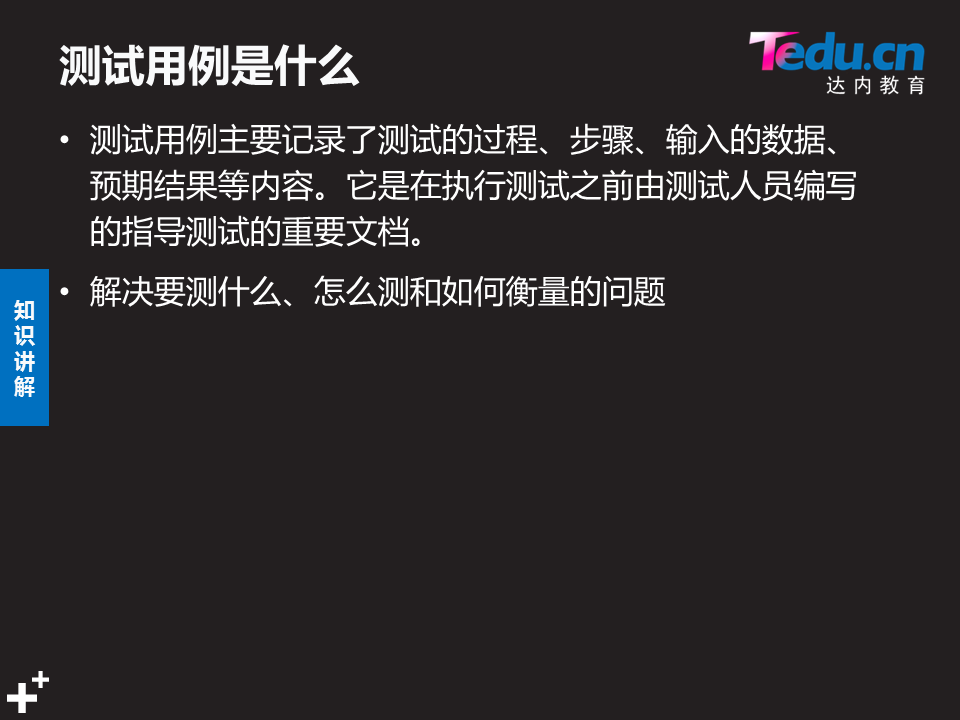 测试用例是什么
Tedu.cn
达内教育
• 测试用例主要记录了测试的过程、步骤、输入的数据、
预期结果等内容。它是在执行测试之前由测试人员编写
的指导测试的重要文档。
• 解决要测什么、怎么测和如何衡量的问题
知
识
讲
解